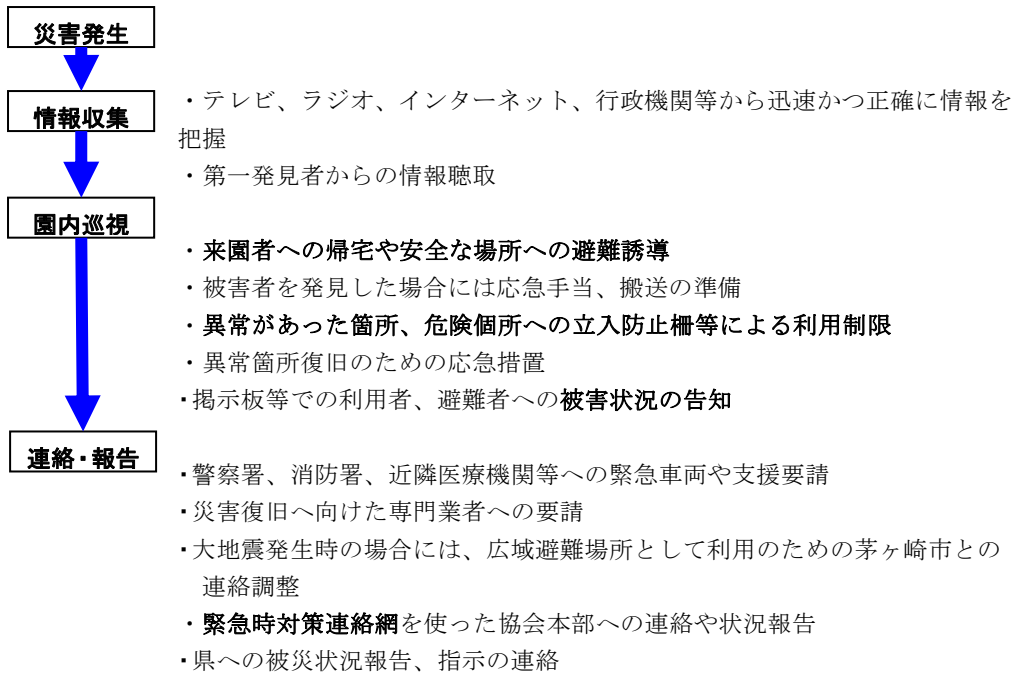 災害発生
情報収集
・テレビ、ラジオ、インターネット、行政機関等から迅速かつ正確に情報を
把握
・第一発見者からの情報聴取
園内巡視
・来園者への帰宅や安全な場所への避難誘導
・被害者を発見した場合には応急手当、搬送の準備
・異常があった箇所、危険個所への立入防止柵等による利用制限
・異常箇所復旧のための応急措置
・掲示板等での利用者、避難者への被害状況の告知
連絡・報告
・警察署、消防署、近隣医療機関等への緊急車両や支援要請
・災害復旧へ向けた専門業者への要請
・大地震発生時の場合には、広域避難場所として利用のための茅ヶ崎市との
連絡調整
・緊急時対策連絡網を使った協会本部への連絡や状況報告
・県への被災状況報告、指示の連絡